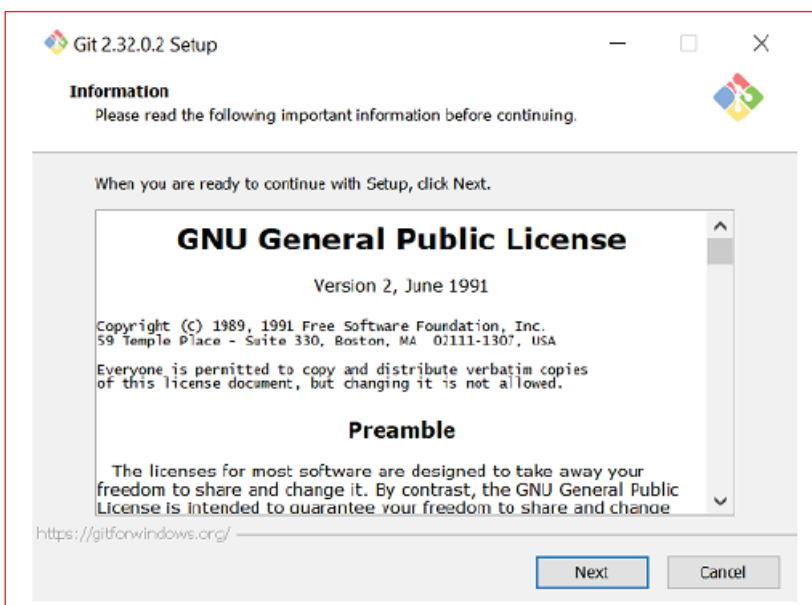 Git 2.32.0.2 Setup
Information
Please read the following important information before continuing.
When you are ready to continue with Setup, click Next.
GNU General Public License
Version 2, June 1991
Copyright (C) 1989, 1991 Free Software Foundation, Inc.
59 Temple Place - Suite 330, Boston, MA 02111-1307, USA
Everyone is permitted to copy and distribute verbatim copies
of this license document, but changing it is not allowed.
Preamble
The licenses for most software are designed to take away your
freedom to share and change it. By contrast, the GNU General Public
License is intended to guarantee your freedom to share and change
https://gitforwindows.org/
Next Cancel